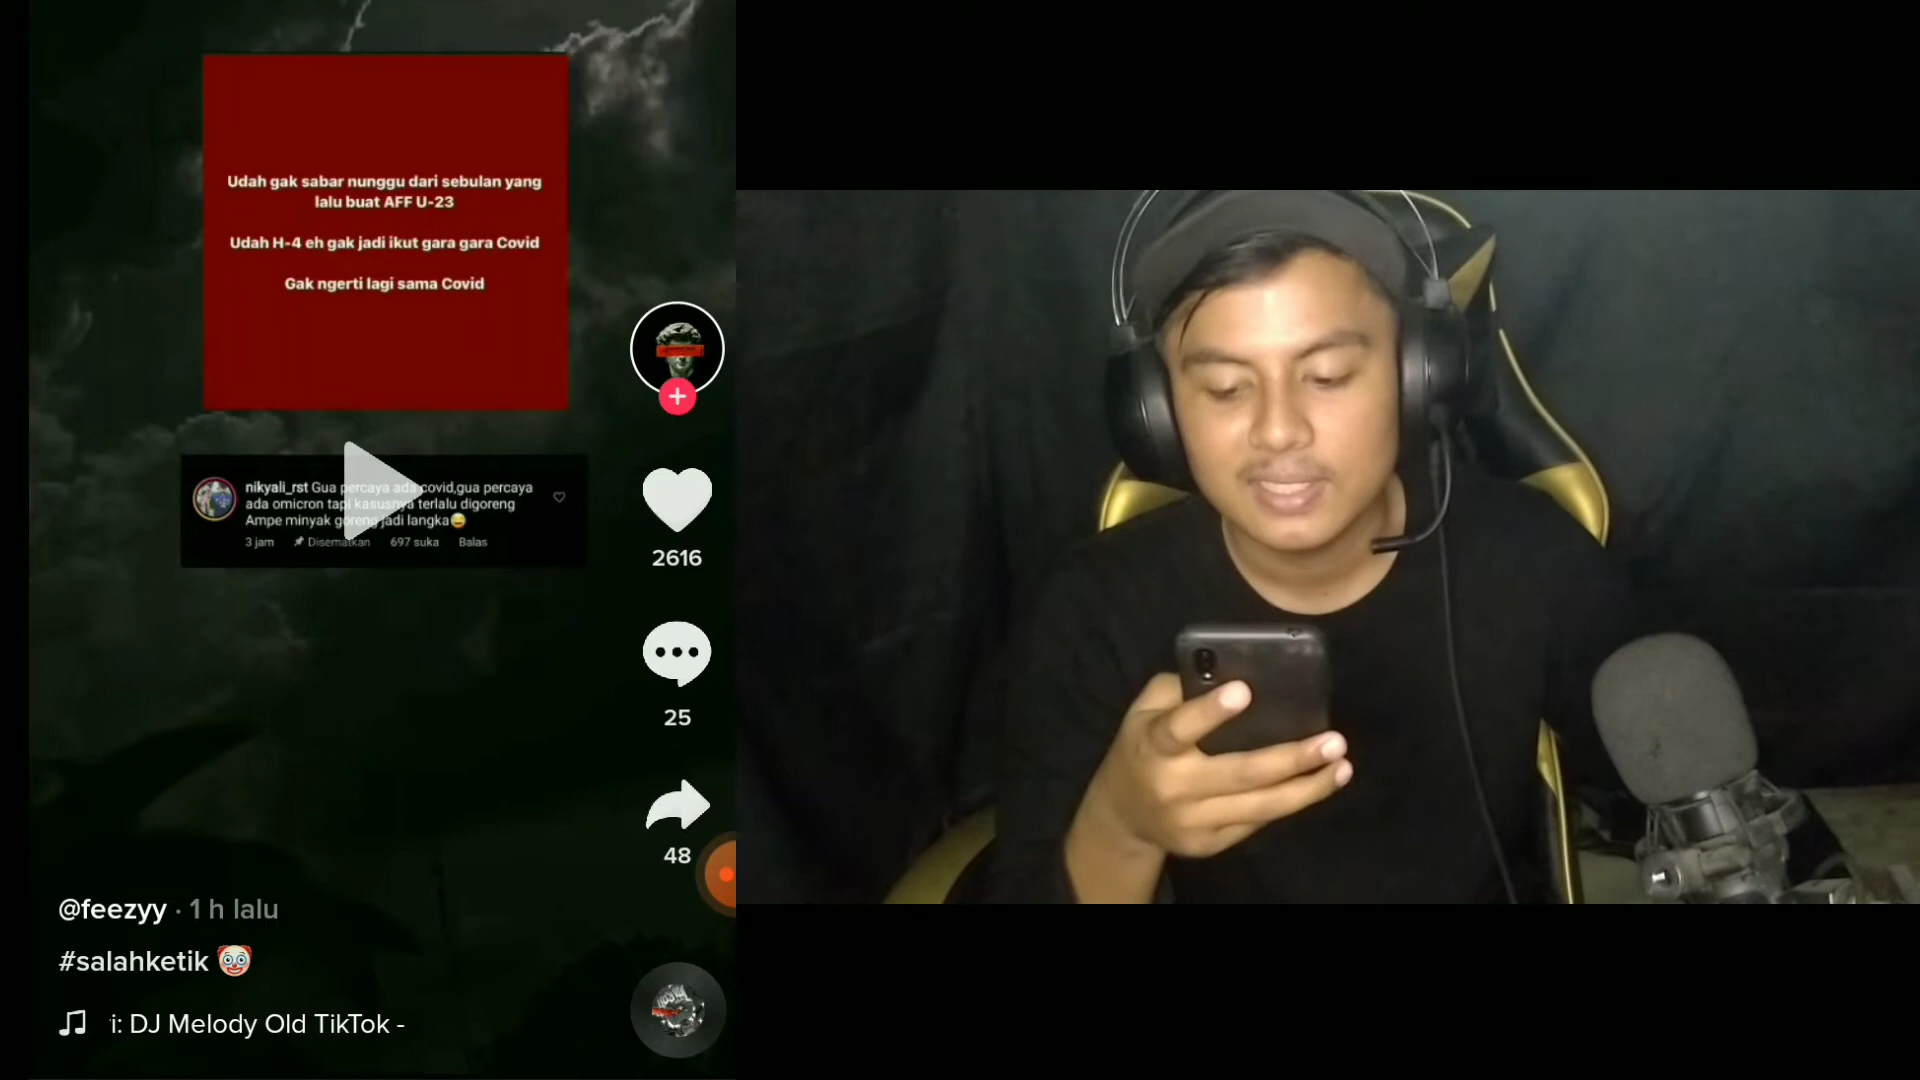 Udah gak sabar nunggu dari sebulan yang
lalu buat AFF U-23
Udah H-4 eh gak jadi ikut gara gara Covid
Gak ngerti lagi sama Covid
nikyali_rst Gua percaya ada covid,gua percaya
ada omicron tapi kasusnya terlalu digoreng
Ampe minyak goreng jadi langka😅
3 jam Disematkan 697 suka Balas
2616
25
48
@feezyy · 1 h lalu
#salahketik 🤡
i: DJ Melody Old TikTok -